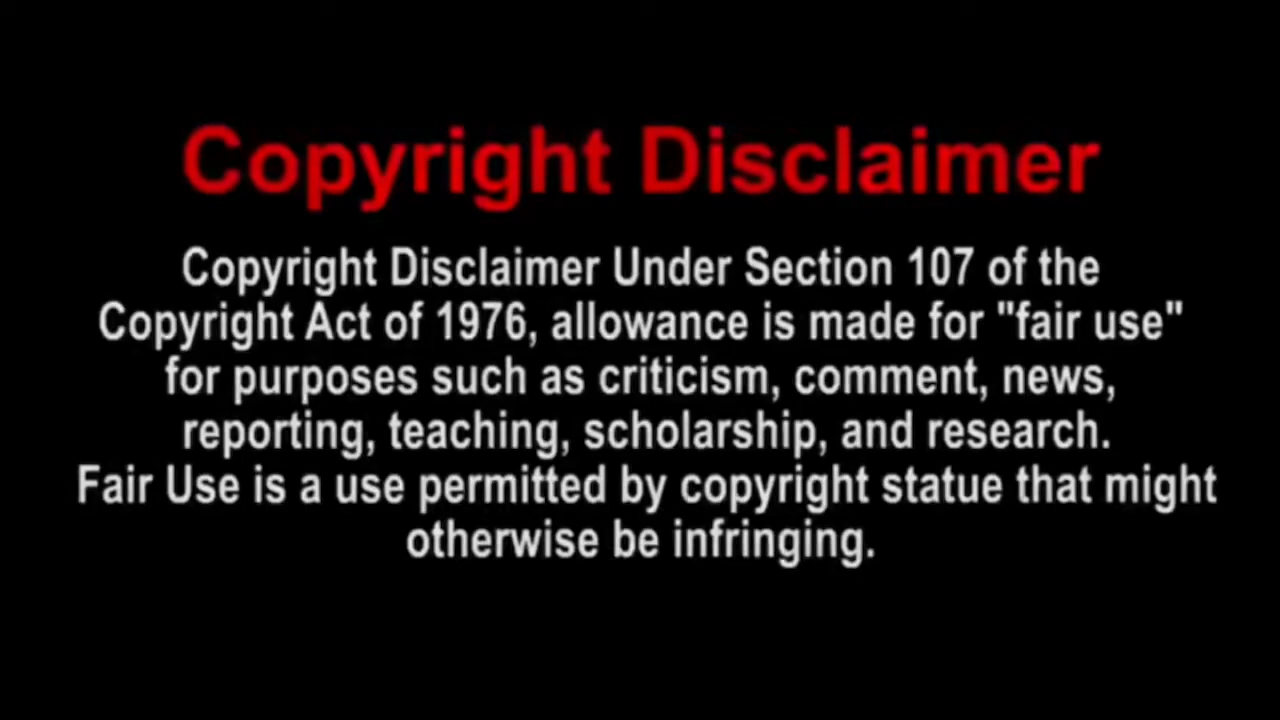 Copyright Disclaimer
Copyright Disclaimer Under Section 107 of the
Copyright Act of 1976, allowance is made for "fair use"
for purposes such as criticism, comment, news,
reporting, teaching, scholarship, and research.
Fair Use is a use permitted by copyright statue that might
otherwise be infringing.